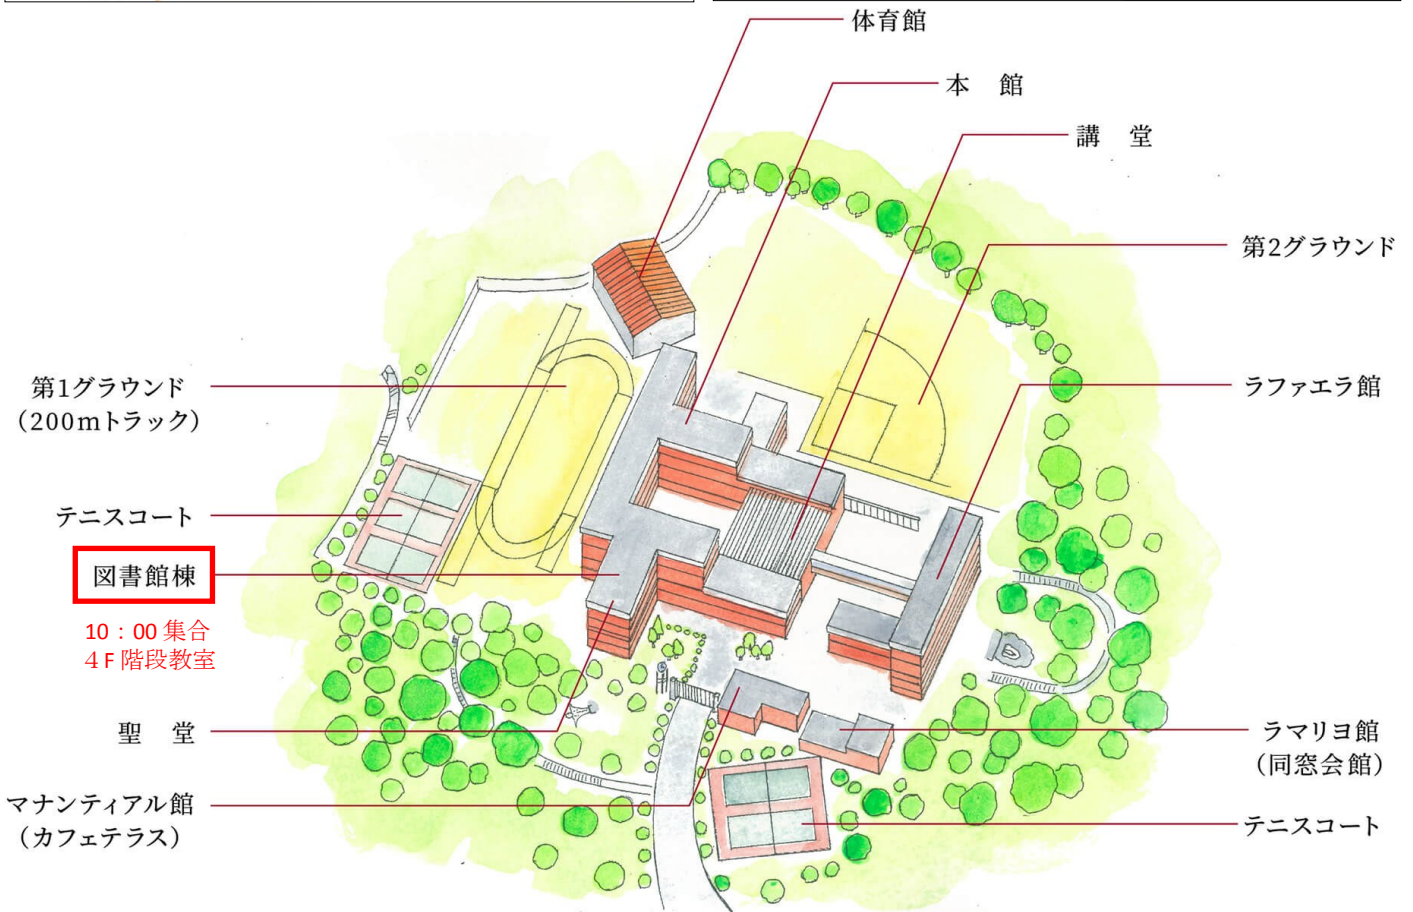 体育館
本　館
講　堂
第2グラウンド
第1グラウンド
（200mトラック）
ラファエラ館
テニスコート
図書館棟
10：00 集合
４F 階段教室
聖　堂
ラマリヨ館
（同窓会館）
マナンティアル館
（カフェテラス）
テニスコート